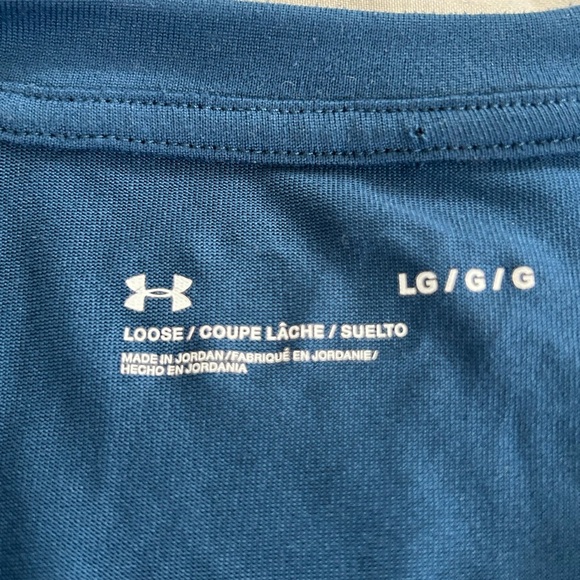 LG / G / G
LOOSE / COUPE LÂCHE / SUELTO
MADE IN JORDAN/FABRIQUÉ EN JORDANIE/
HECHO EN JORDANIA